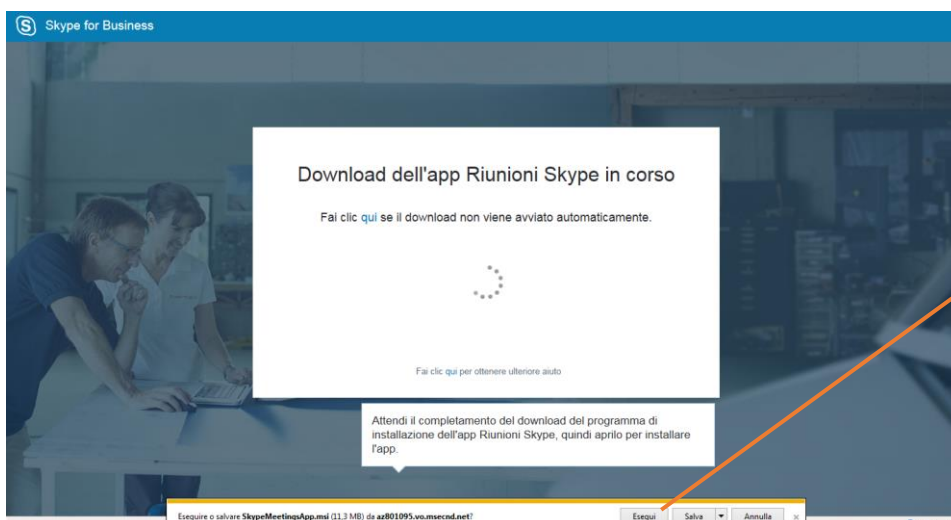 Skype for Business
Download dell'app Riunioni Skype in corso
Fai clic qui se il download non viene avviato automaticamente.
Fai clic qui per ottenere ulteriore aiuto
Attendi il completamento del download del programma di
installazione dell'app Riunioni Skype, quindi aprilo per installare
l'app.
Eseguire o salvare SkypeMeetingsApp.msi (11,3 MB) da az801095.vo.msecnd.net?
Esegui Salva Annulla